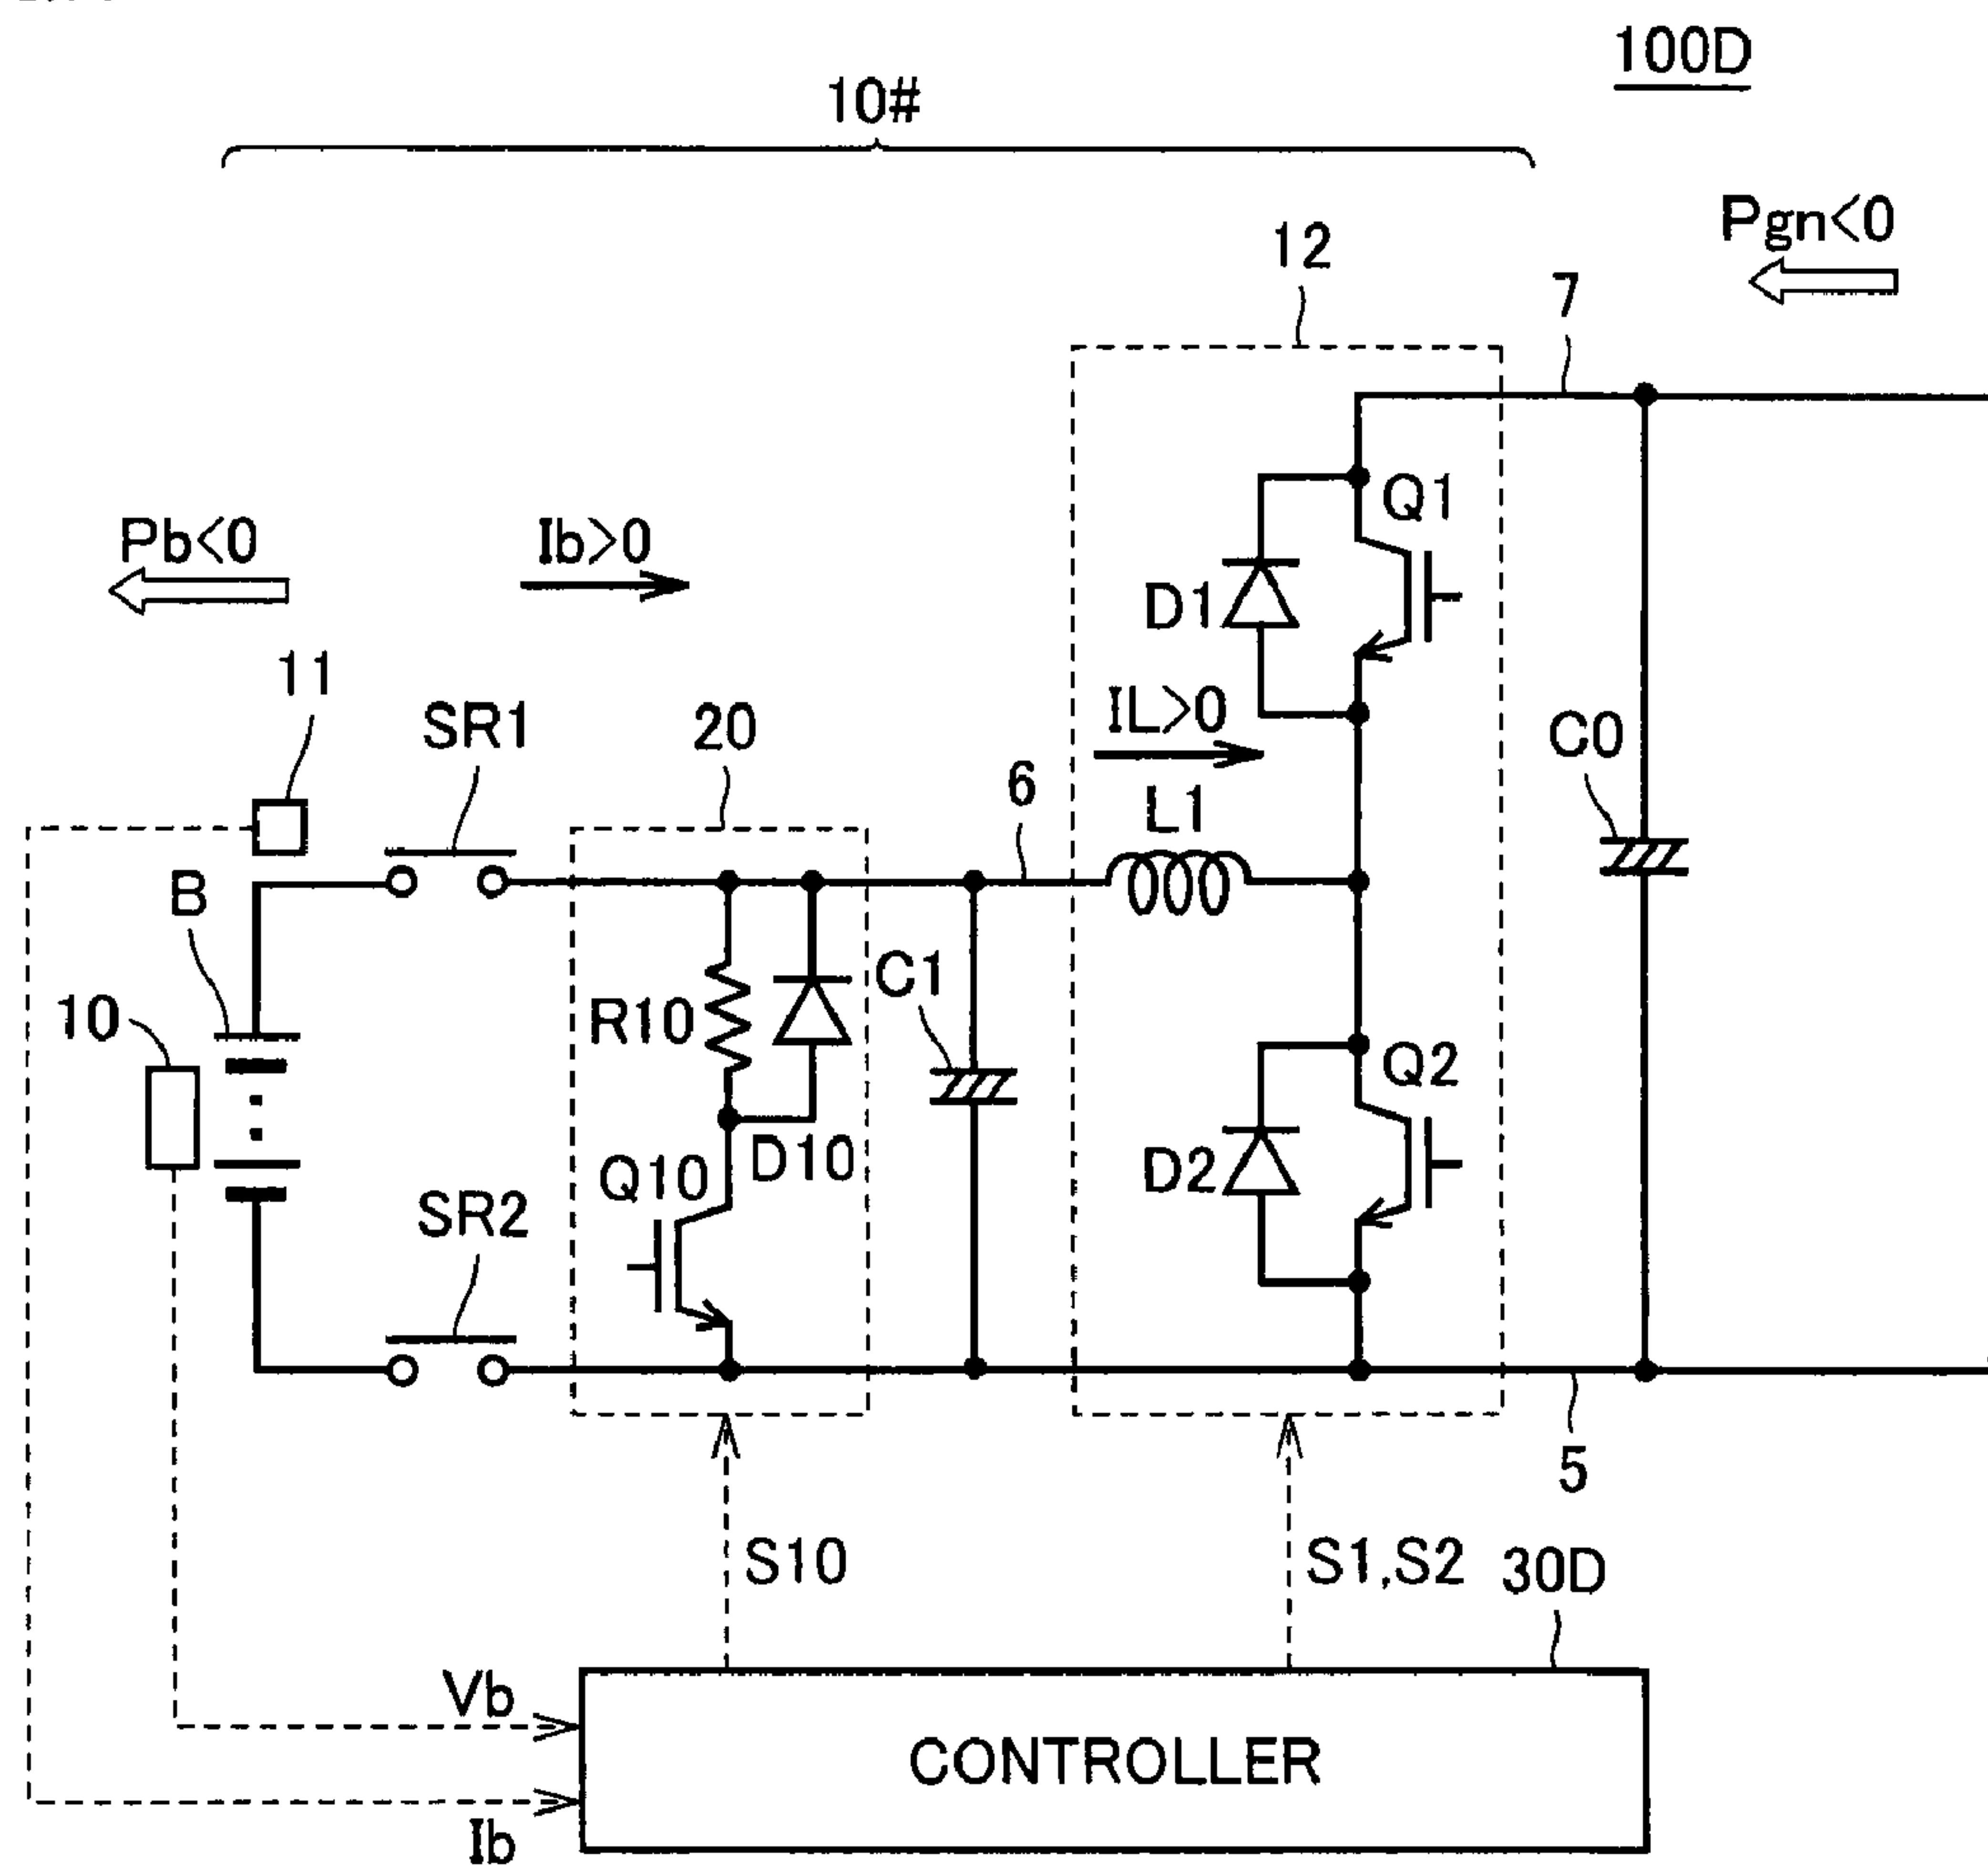 100D
10#
Pgn<0
12
7
Q1
Pb<0
Ib>0
D1
11
SR1
20
IL>0
C0
6
L1
B
10
R10
C1
Q2
D10
D2
Q10
SR2
5
S10
S1,S2
30D
Vb
CONTROLLER
Ib